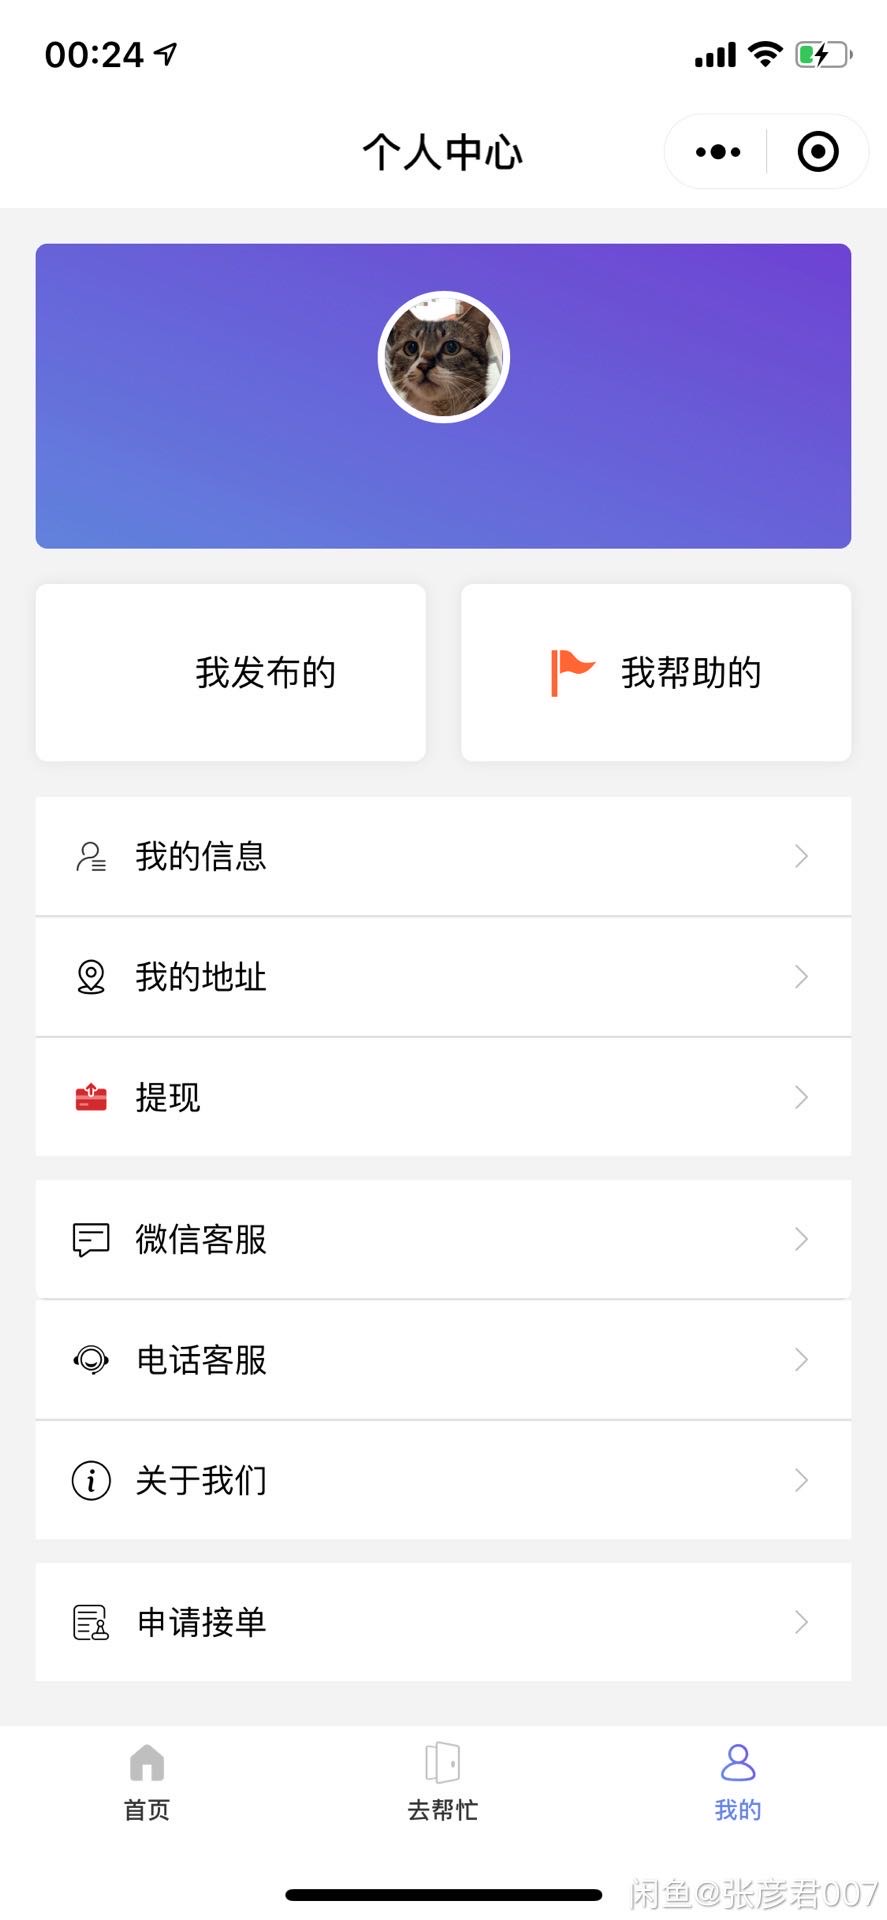 00:24
个人中心
我发布的
我帮助的
我的信息
我的地址
提现
微信客服
电话客服
关于我们
申请接单
首页
去帮忙
我的
闲鱼@张彦君007